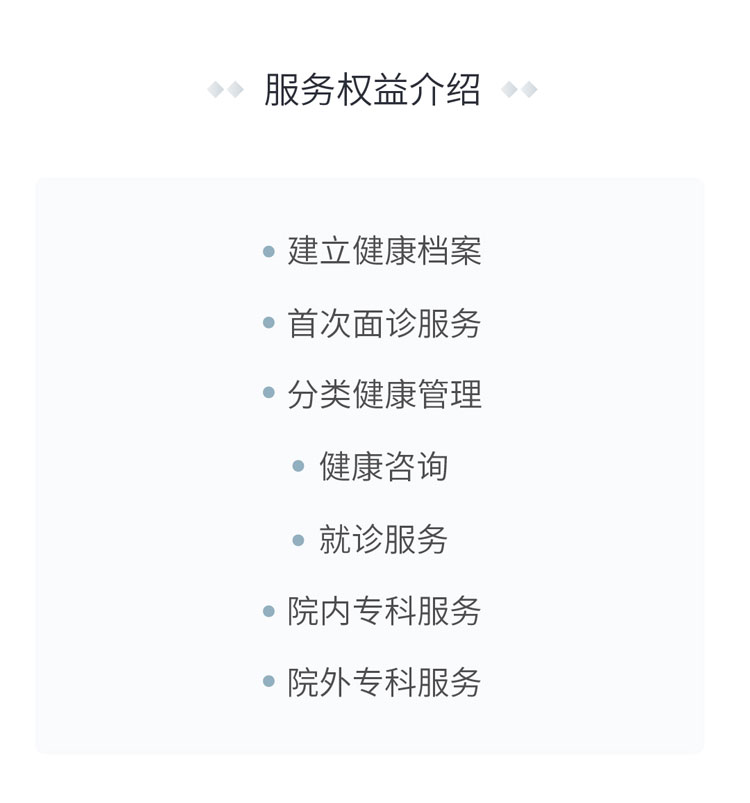 服务权益介绍
建立健康档案
首次面诊服务
分类健康管理
健康咨询
就诊服务
院内专科服务
院外专科服务